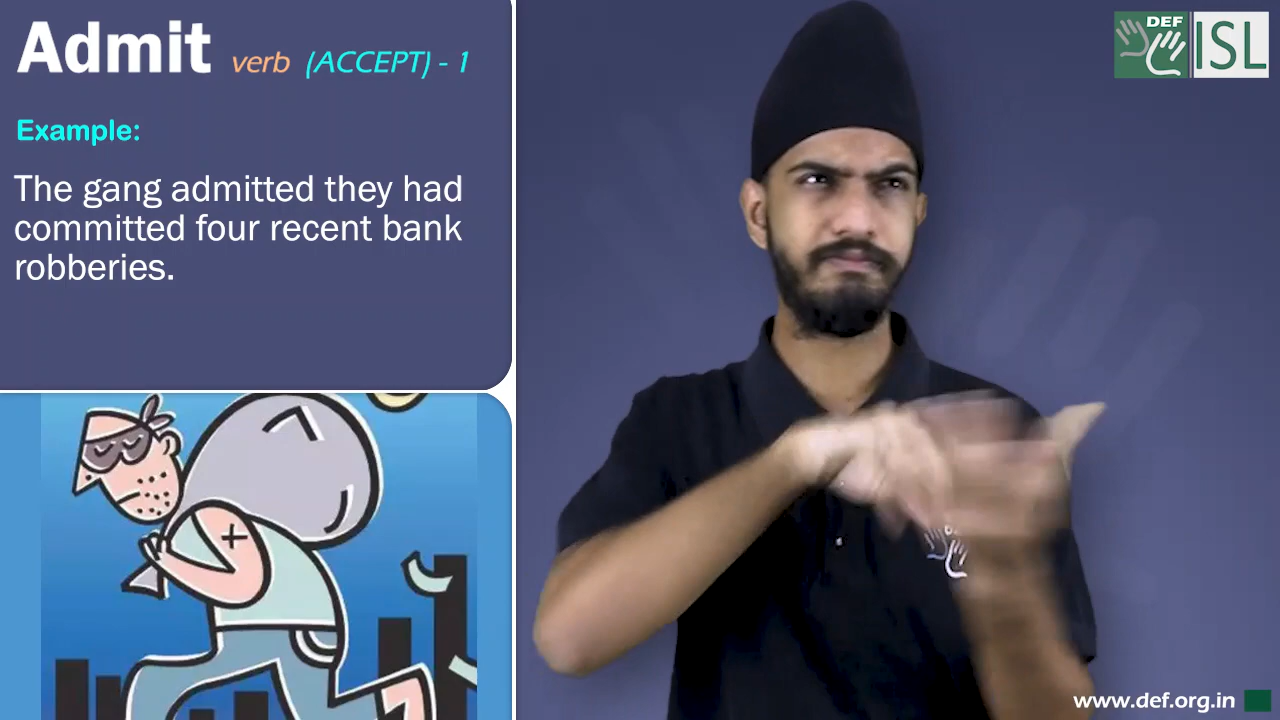 Admit verb (ACCEPT) - 1
Example:
The gang admitted they had
committed four recent bank
robberies.
DEF
ISL
www.def.org.in